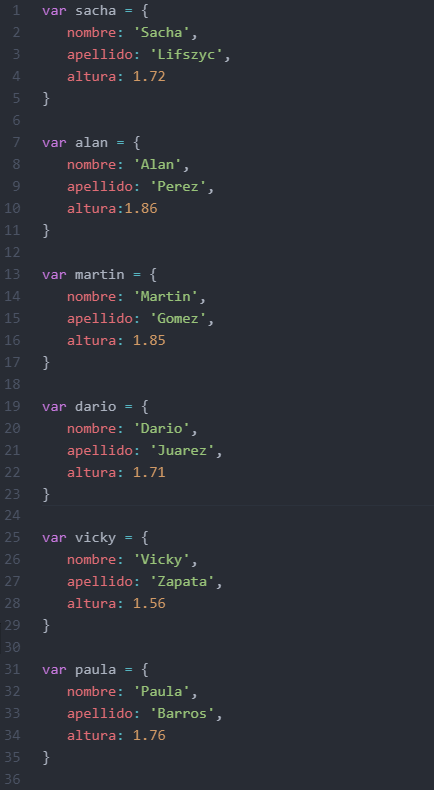 1 var sacha = {
2 nombre: 'Sacha',
3 apellido: 'Lifszyc',
4 altura: 1.72
5 }
6
7 var alan = {
8 nombre: 'Alan',
9 apellido: 'Perez',
10 altura:1.86
11 }
12
13 var martin = {
14 nombre: 'Martin',
15 apellido: 'Gomez',
16 altura: 1.85
17 }
18
19 var dario = {
20 nombre: 'Dario',
21 apellido: 'Juarez',
22 altura: 1.71
23 }
24
25 var vicky = {
26 nombre: 'Vicky',
27 apellido: 'Zapata',
28 altura: 1.56
29 }
30
31 var paula = {
32 nombre: 'Paula',
33 apellido: 'Barros',
34 altura: 1.76
35 }
36